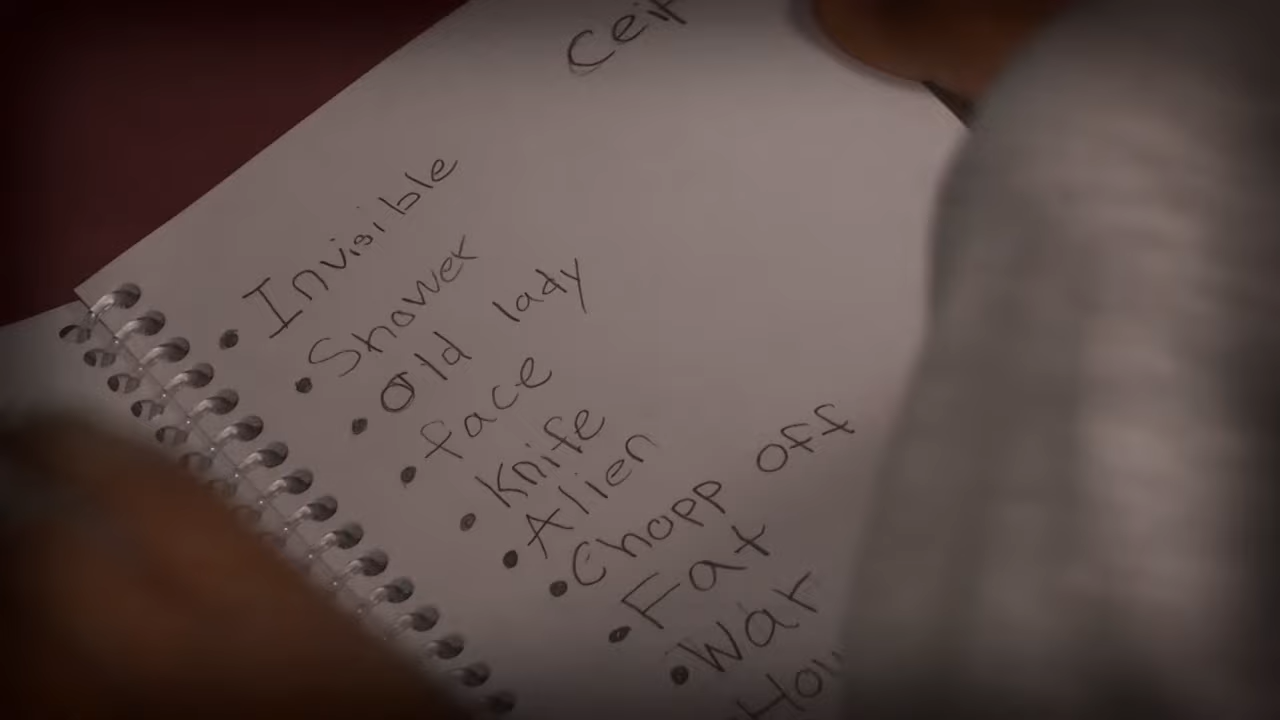 • Invisible
• Shower
• Old lady
• face
• Knife
• Alien
• Chopp off
• Fat
• War